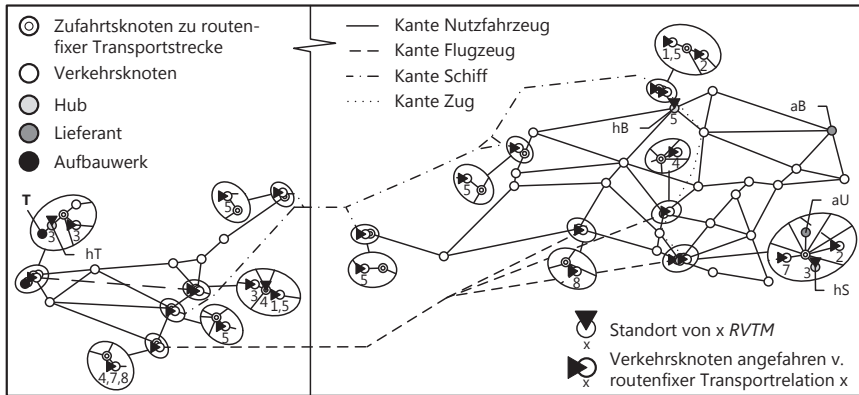 Zufahrtsknoten zu routen-
fixer Transportstrecke
Verkehrsknoten
Hub
Lieferant
Aufbauwerk
Kante Nutzfahrzeug
Kante Flugzeug
Kante Schiff
Kante Zug
1,5
2
5
hB
aB
4
5
5
T
3
3
hT
5
aU
7
3
2
hS
8
3
4
1,5
5
4,7,8
x
Standort von x RVTM
x
Verkehrsknoten angefahren v.
routenfixer Transportrelation x